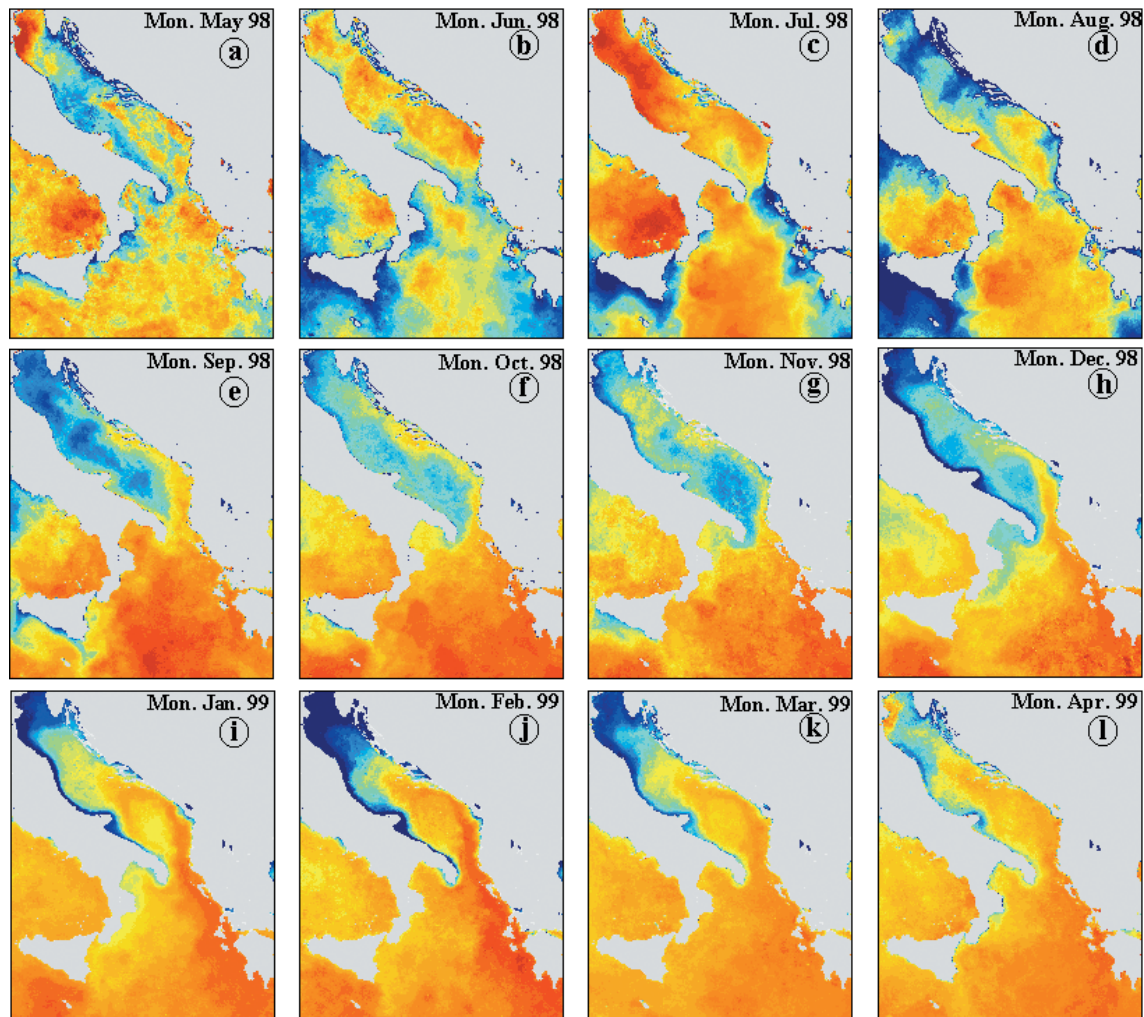 Mon. May 98
a
Mon. Jun. 98
b
Mon. Jul. 98
c
Mon. Aug. 98
d
Mon. Sep. 98
e
Mon. Oct. 98
f
Mon. Nov. 98
g
Mon. Dec. 98
h
Mon. Jan. 99
i
Mon. Feb. 99
j
Mon. Mar. 99
k
Mon. Apr. 99
l